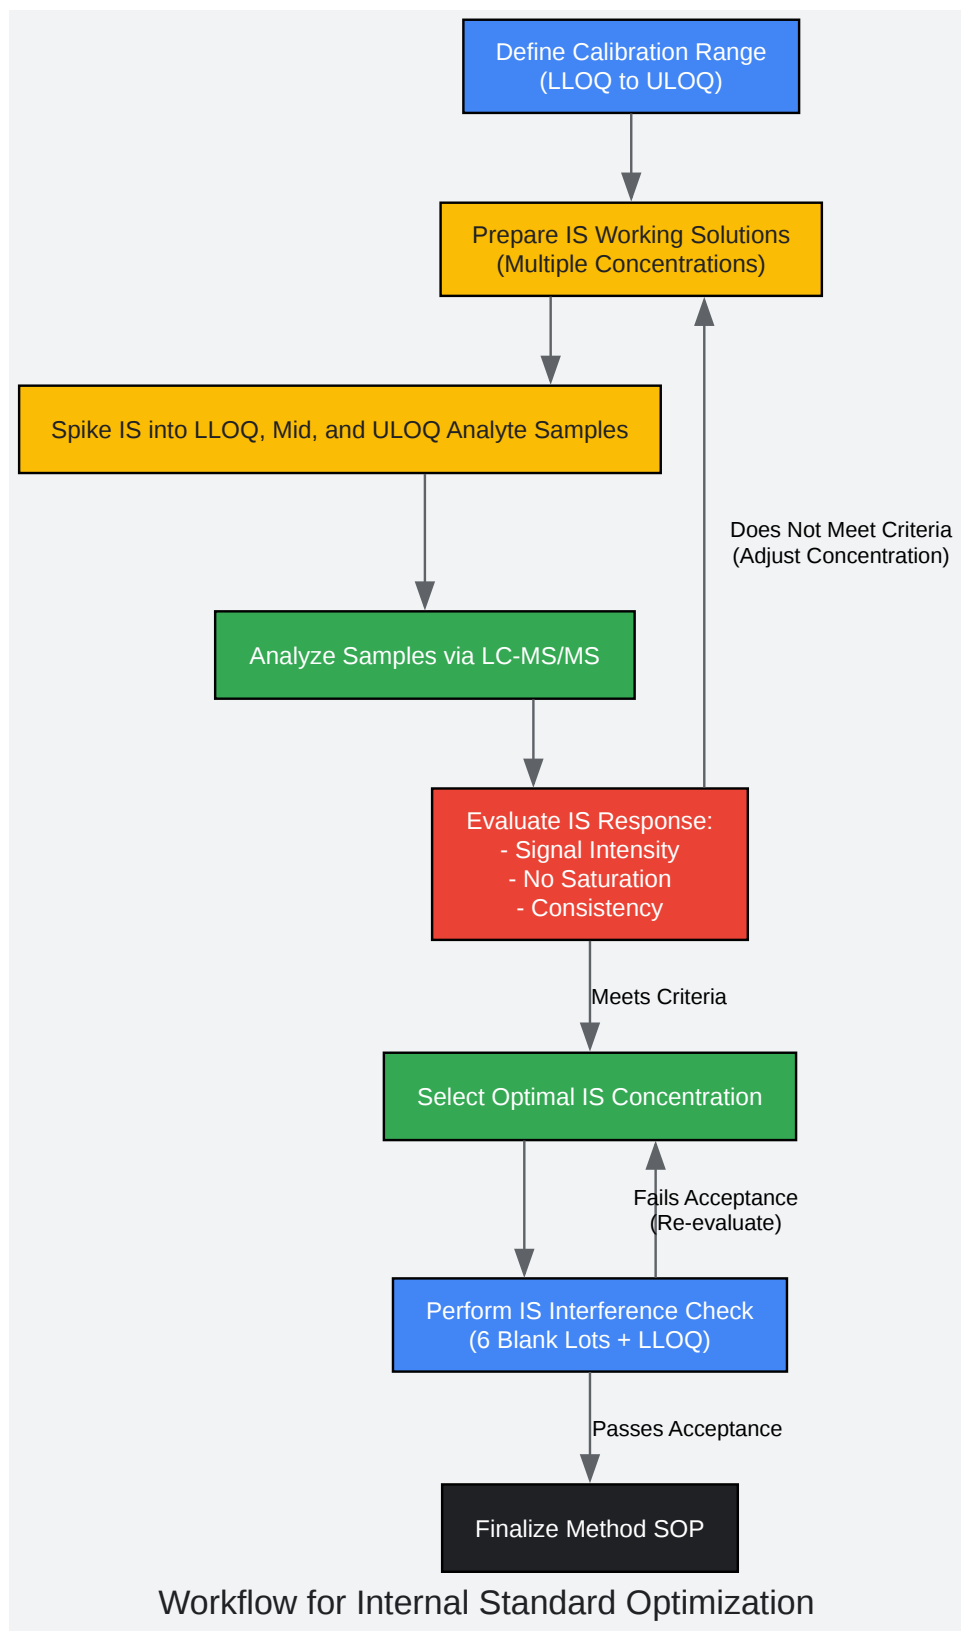 Define Calibration Range
(LLOQ to ULOQ)
Prepare IS Working Solutions
(Multiple Concentrations)
Spike IS into LLOQ, Mid, and ULOQ Analyte Samples
Does Not Meet Criteria
(Adjust Concentration)
Analyze Samples via LC-MS/MS
Evaluate IS Response:
- Signal Intensity
- No Saturation
- Consistency
Meets Criteria
Select Optimal IS Concentration
Fails Acceptance
(Re-evaluate)
Perform IS Interference Check
(6 Blank Lots + LLOQ)
Passes Acceptance
Finalize Method SOP
Workflow for Internal Standard Optimization